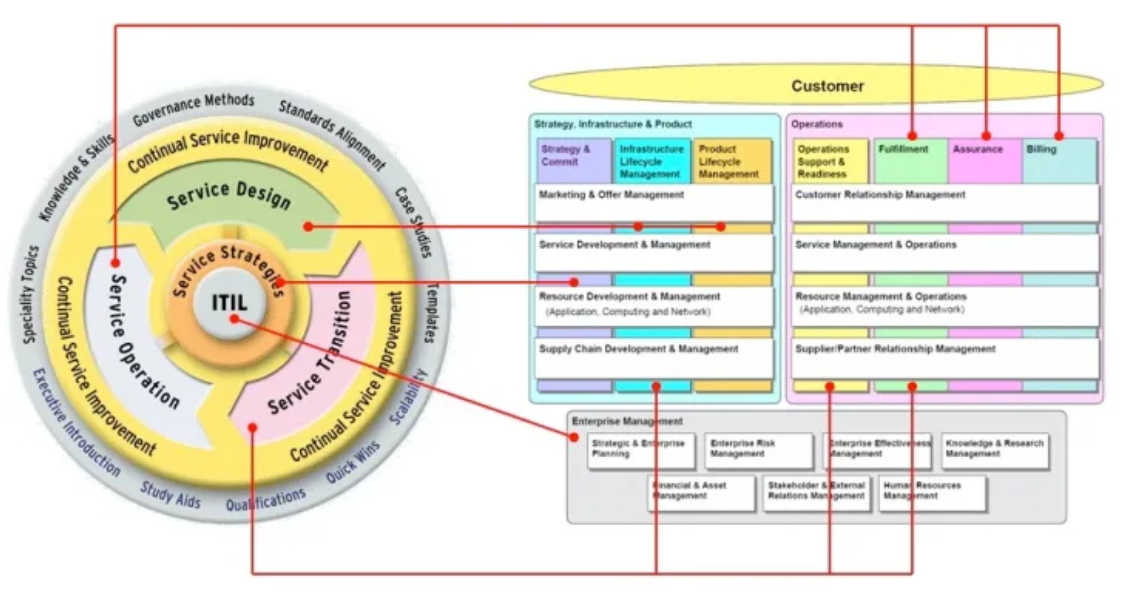 Governance Methods
Standards Alignment
Case Studies
Templates
Scalability
Quick Wins
Qualifications
Study Aids
Executive Introduction
Speciality Topics
Knowledge & Skills
Continual Service Improvement
Continual Service Improvement
Continual Service Improvement
Service Design
Service Transition
Service Operation
Service Strategies
ITIL
Customer
Strategy, Infrastructure & Product
Strategy &
Commit
Infrastructure
Lifecycle
Management
Product
Lifecycle
Management
Marketing & Offer Management
Service Development & Management
Resource Development & Management
(Application, Computing and Network)
Supply Chain Development & Management
Operations
Operations
Support &
Readiness
Fulfillment
Assurance
Billing
Customer Relationship Management
Service Management & Operations
Resource Management & Operations
(Application, Computing and Network)
Supplier/Partner Relationship Management
Enterprise Management
Strategic & Enterprise
Planning
Enterprise Risk
Management
Enterprise Effectiveness
Management
Knowledge & Research
Management
Financial & Asset
Management
Stakeholder & External
Relations Management
Human Resources
Management